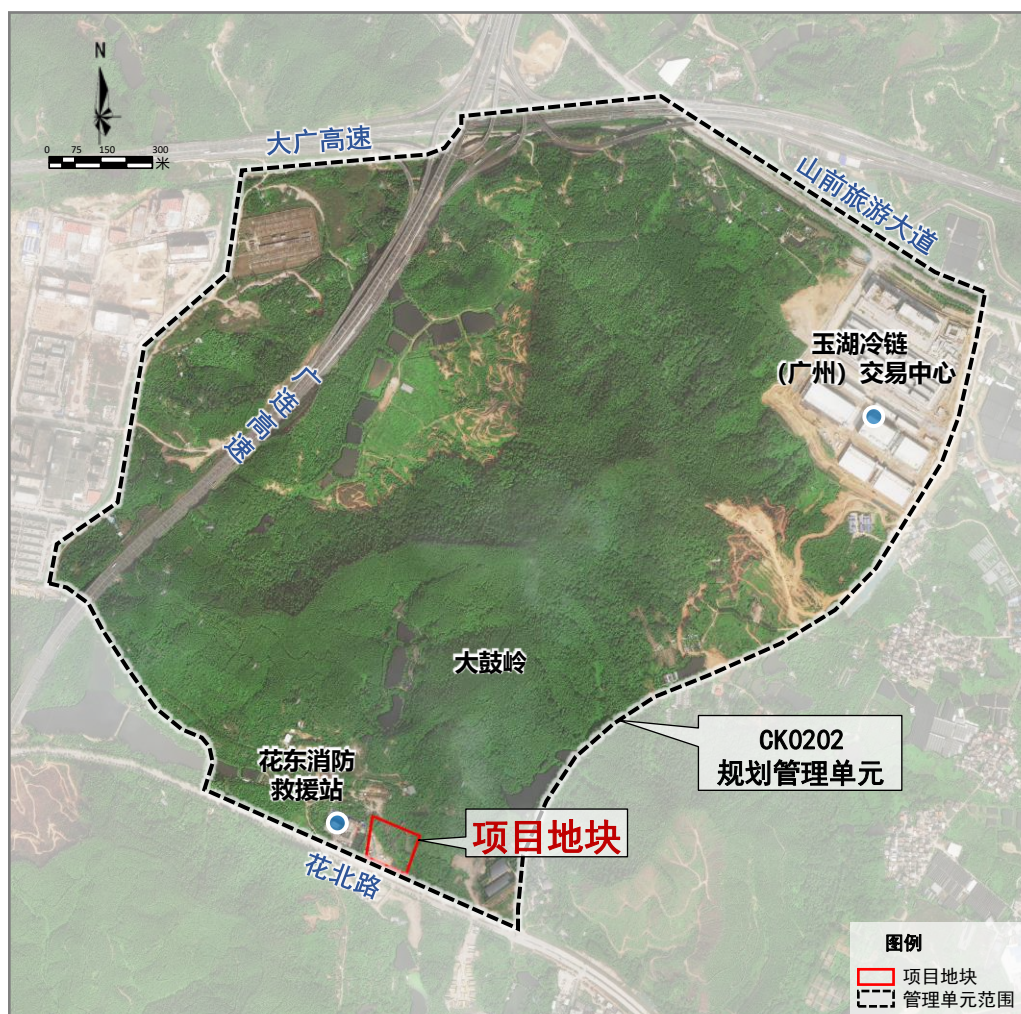 N
0 75 150 300
米
大广高速
山前旅游大道
玉湖冷链
（广州）交易中心
广连高速
大鼓岭
CK0202
规划管理单元
花东消防
救援站
项目地块
花北路
图例
项目地块
管理单元范围